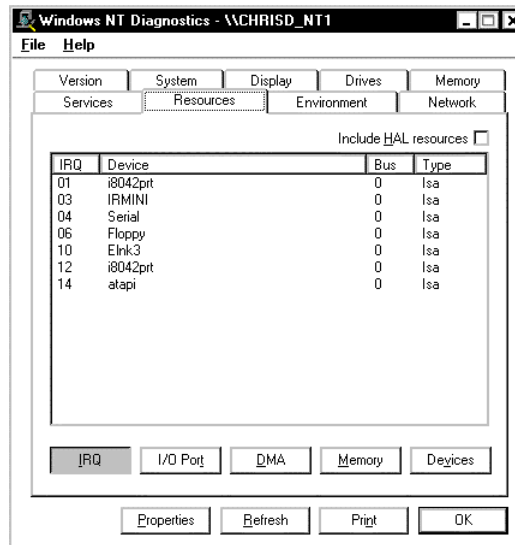 Windows NT Diagnostics - \\CHRISD_NT1
File Help
Version System Display Drives Memory
Services Resources Environment Network
Include HAL resources
IRQ Device Bus Type
01 i8042prt 0 Isa
03 IRMINI 0 Isa
04 Serial 0 Isa
06 Floppy 0 Isa
10 Elnk3 0 Isa
12 i8042prt 0 Isa
14 atapi 0 Isa
IRQ I/O Port DMA Memory Devices
Properties Refresh Print OK